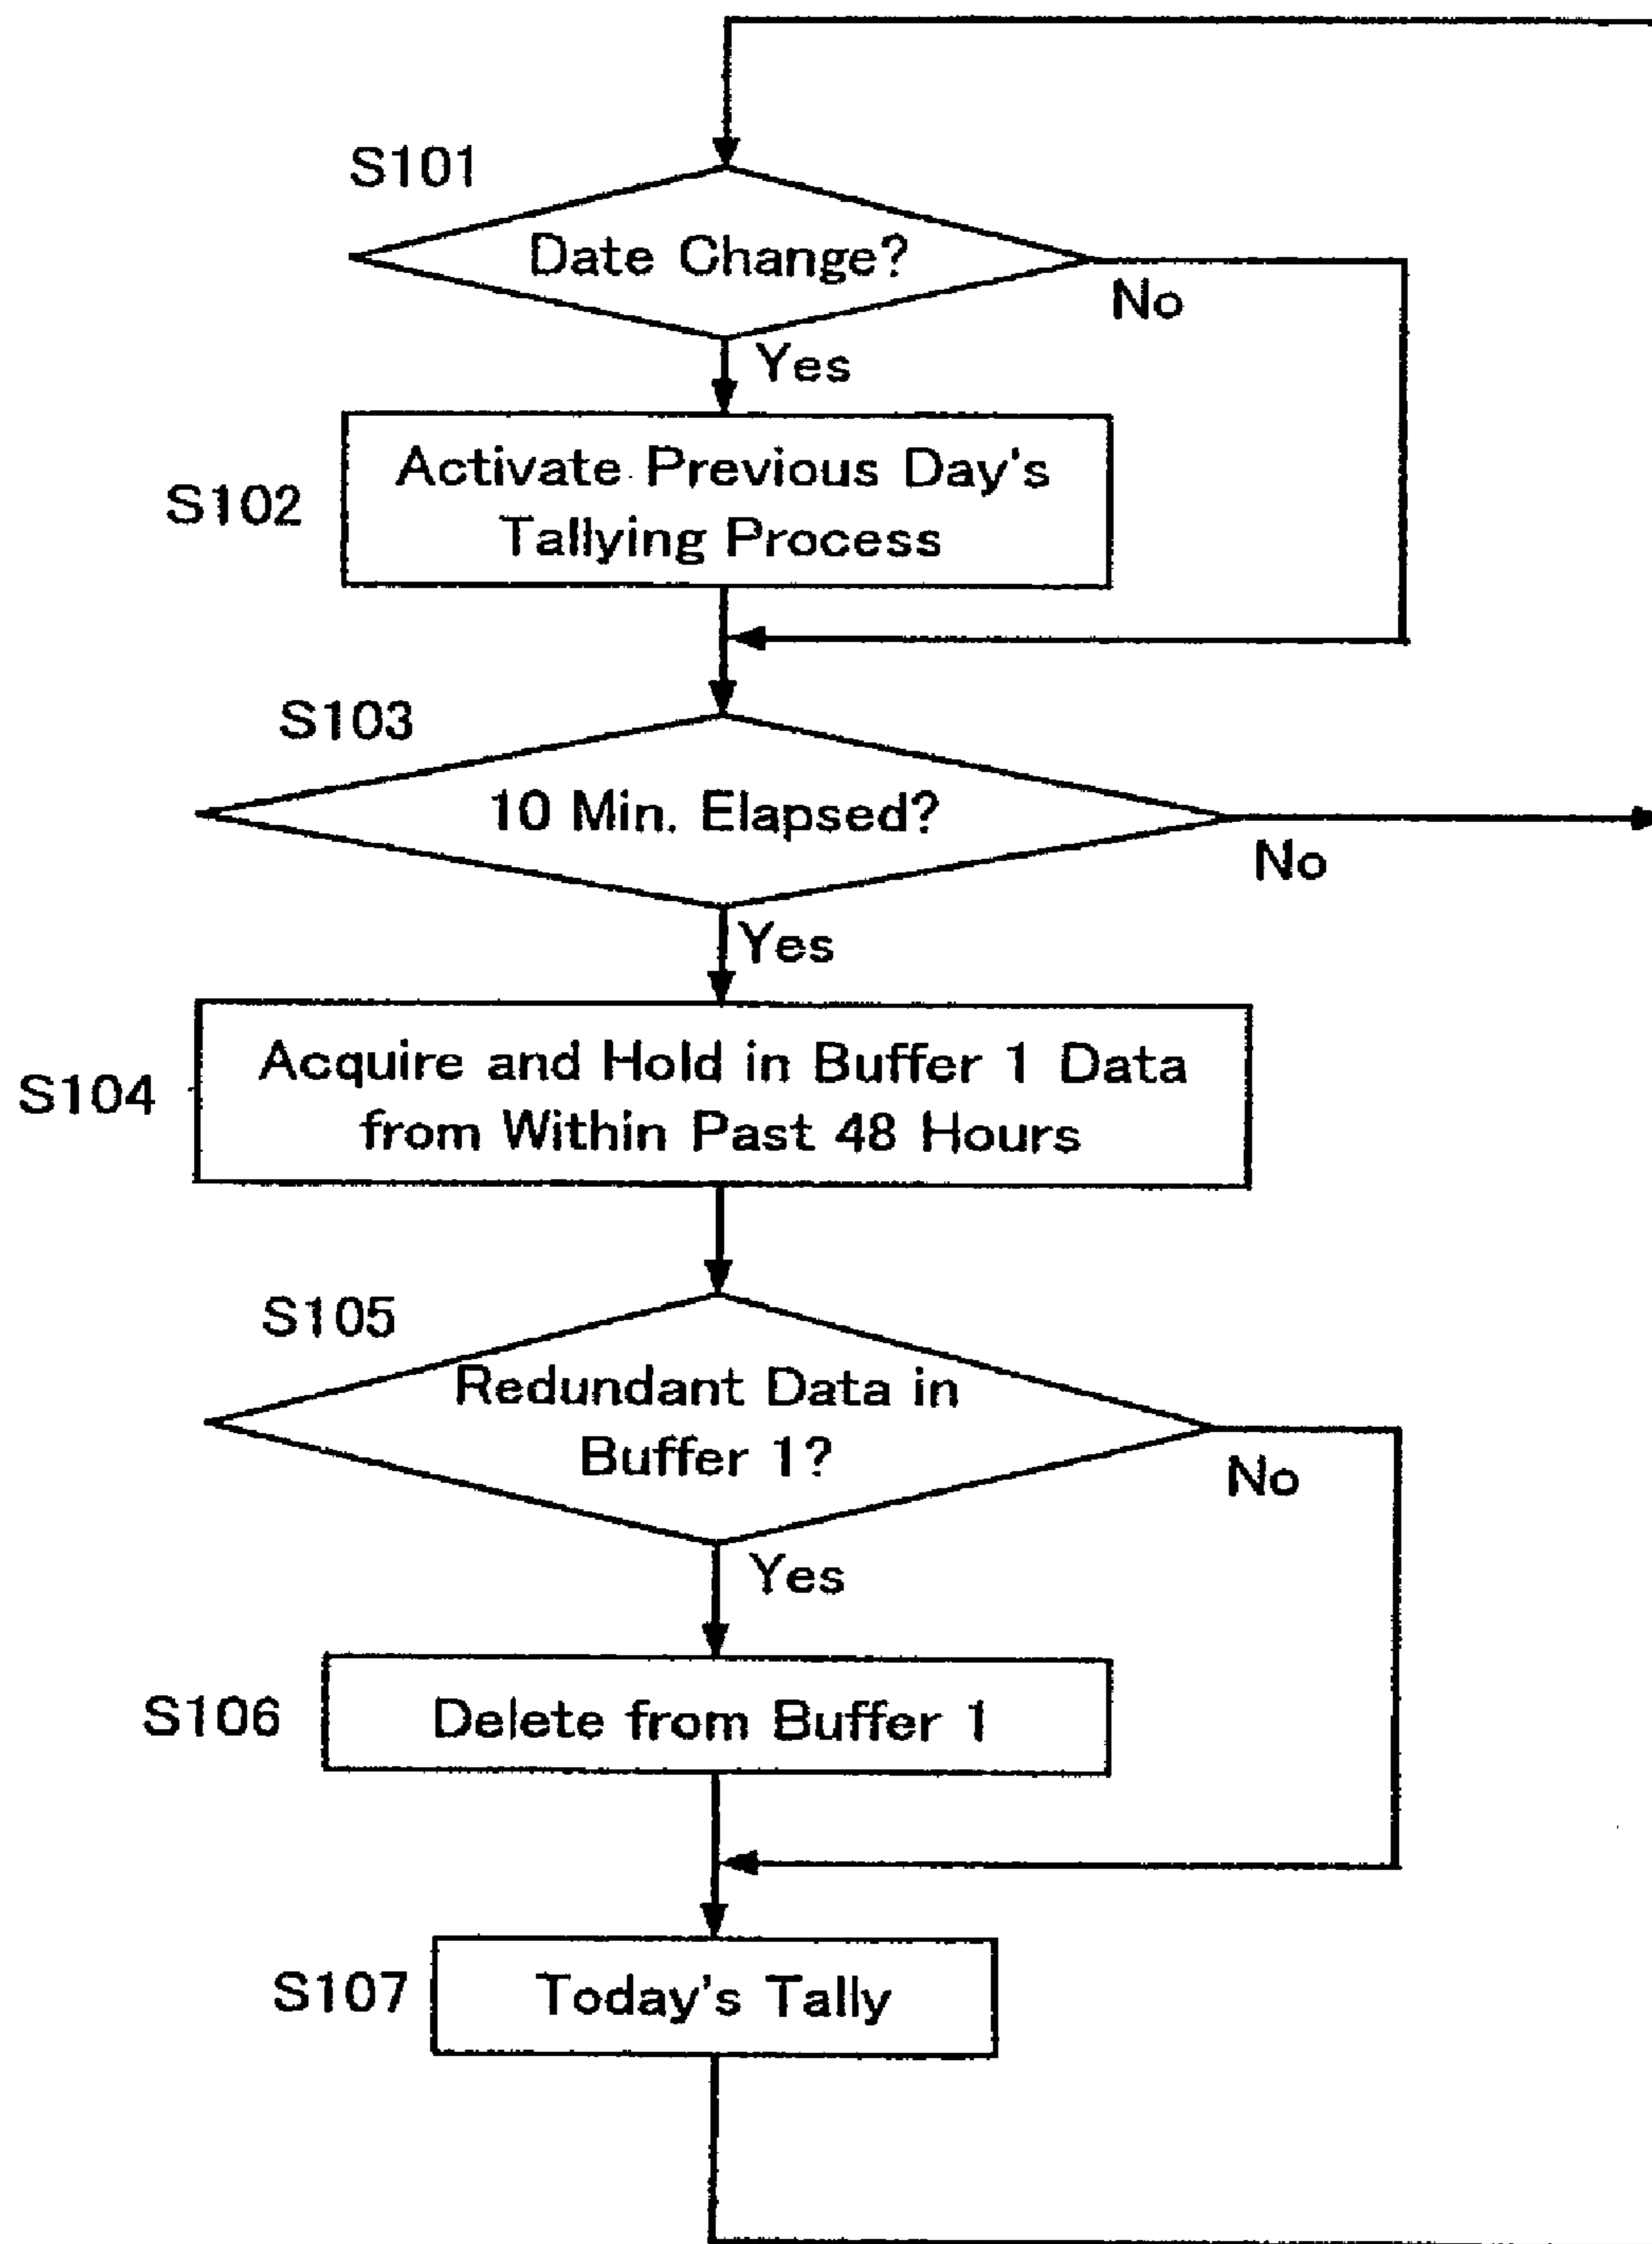 S101
Date Change?
No
Yes
S102
Activate Previous Day's
Tallying Process
S103
10 Min. Elapsed?
No
Yes
S104
Acquire and Hold in Buffer 1 Data
from Within Past 48 Hours
S105
Redundant Data in
Buffer 1?
No
Yes
S106
Delete from Buffer 1
S107
Today's Tally